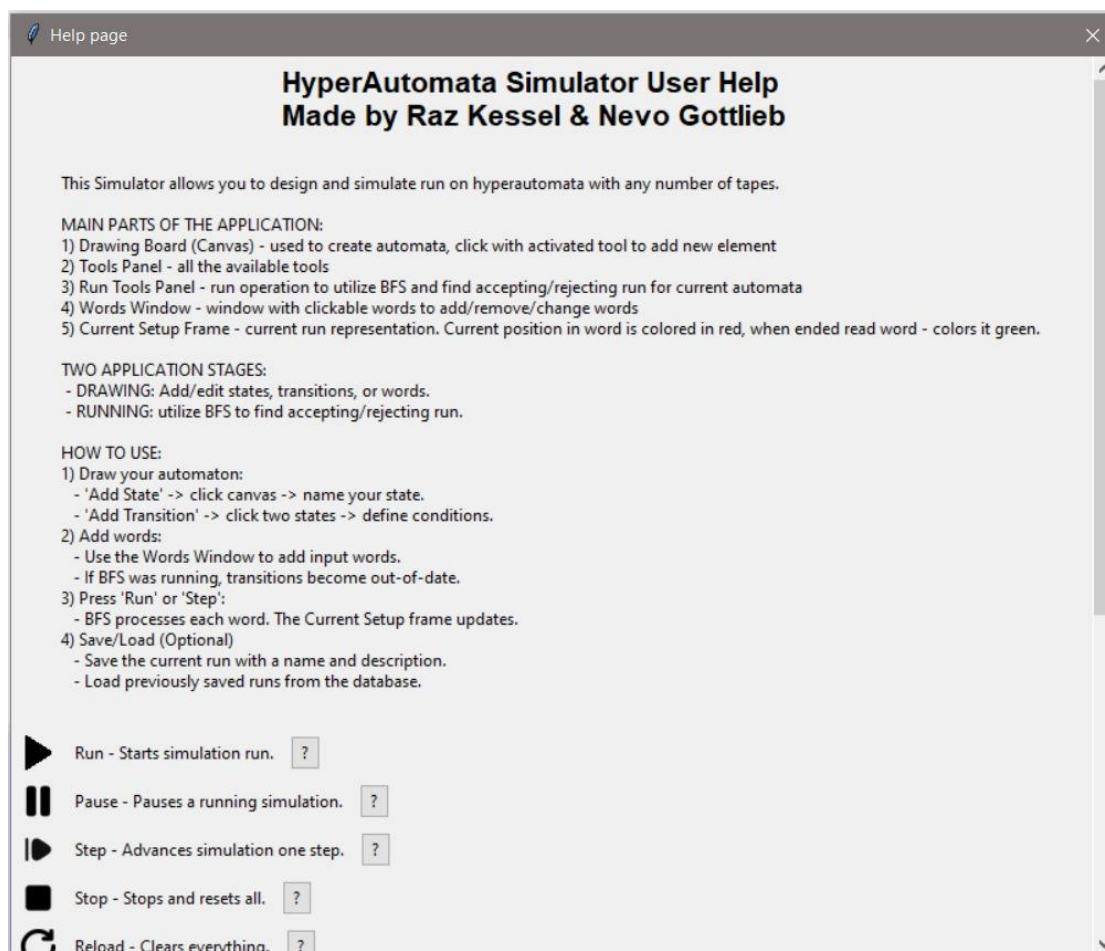 Help page
HyperAutomata Simulator User Help
Made by Raz Kessel & Nevo Gottlieb
This Simulator allows you to design and simulate run on hyperautomata with any number of tapes.
MAIN PARTS OF THE APPLICATION:
1) Drawing Board (Canvas) - used to create automata, click with activated tool to add new element
2) Tools Panel - all the available tools
3) Run Tools Panel - run operation to utilize BFS and find accepting/rejecting run for current automata
4) Words Window - window with clickable words to add/remove/change words
5) Current Setup Frame - current run representation. Current position in word is colored in red, when ended read word - colors it green.
TWO APPLICATION STAGES:
- DRAWING: Add/edit states, transitions, or words.
- RUNNING: utilize BFS to find accepting/rejecting run.
HOW TO USE:
1) Draw your automaton:
- 'Add State' -> click canvas -> name your state.
- 'Add Transition' -> click two states -> define conditions.
2) Add words:
- Use the Words Window to add input words.
- If BFS was running, transitions become out-of-date.
3) Press 'Run' or 'Step':
- BFS processes each word. The Current Setup frame updates.
4) Save/Load (Optional)
- Save the current run with a name and description.
- Load previously saved runs from the database.
Run - Starts simulation run. ?
Pause - Pauses a running simulation. ?
Step - Advances simulation one step. ?
Stop - Stops and resets all. ?
Reload - Clears everything. ?